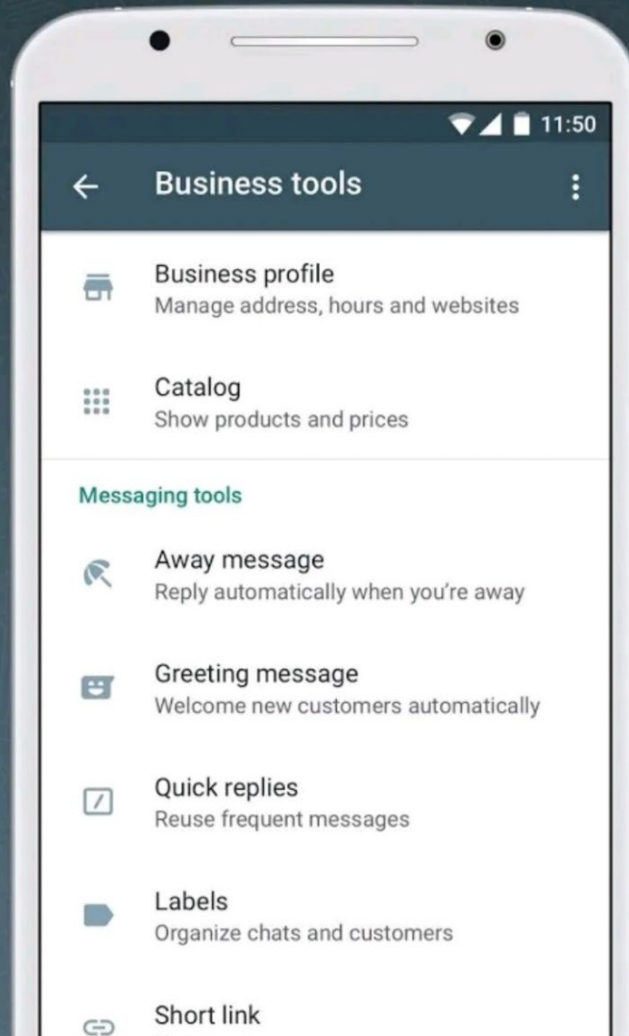 11:50
Business tools
Business profile
Manage address, hours and websites
Catalog
Show products and prices
Messaging tools
Away message
Reply automatically when you're away
Greeting message
Welcome new customers automatically
Quick replies
Reuse frequent messages
Labels
Organize chats and customers
Short link